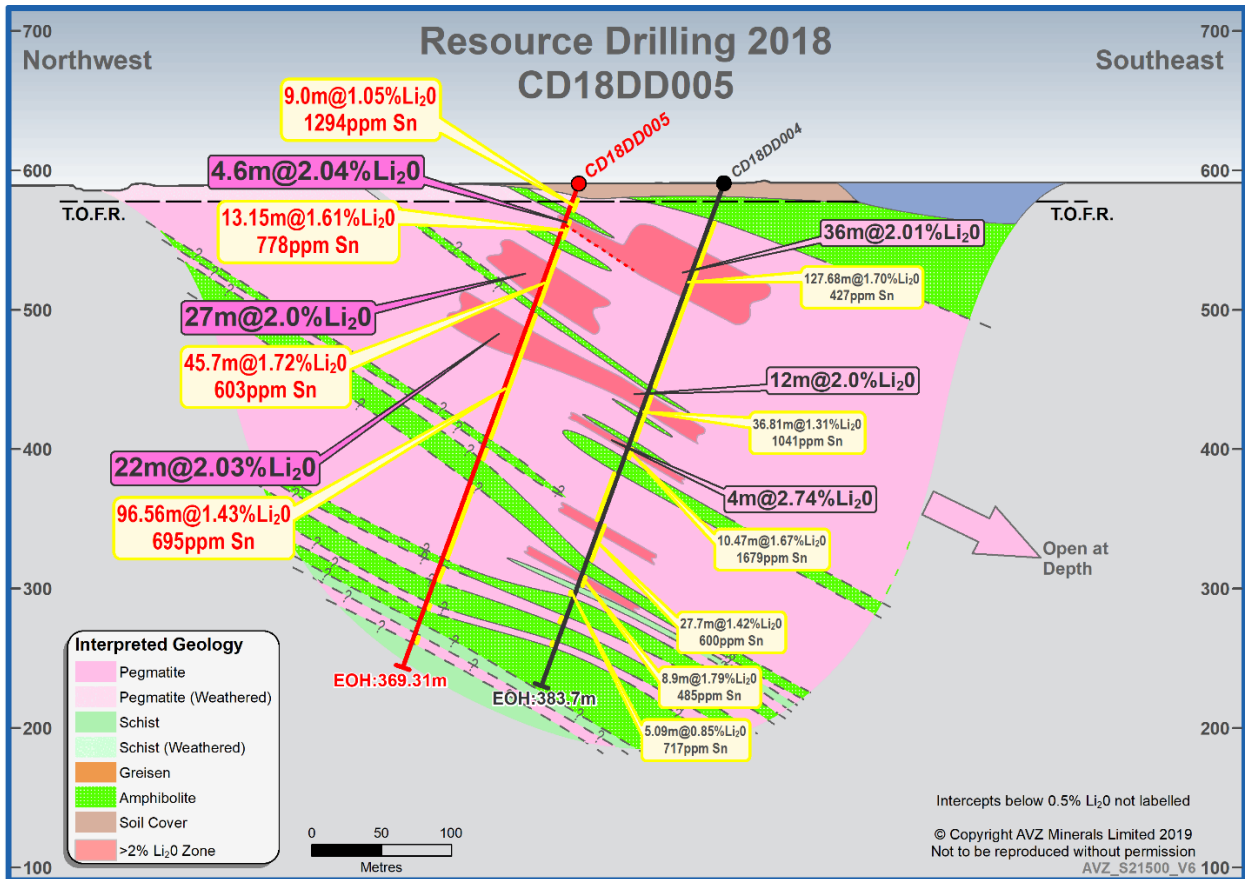 Resource Drilling 2018
CD18DD005
700
700
Northwest
Southeast
9.0m@1.05%Li₂0
1294ppm Sn
CD18DD005
CD18DD004
4.6m@2.04%Li₂0
600
600
T.O.F.R.
T.O.F.R.
13.15m@1.61%Li₂0
778ppm Sn
36m@2.01%Li₂0
127.68m@1.70%Li₂0
427ppm Sn
500
500
27m@2.0%Li₂0
45.7m@1.72%Li₂0
603ppm Sn
12m@2.0%Li₂0
36.81m@1.31%Li₂0
1041ppm Sn
400
400
22m@2.03%Li₂0
4m@2.74%Li₂0
96.56m@1.43%Li₂0
695ppm Sn
10.47m@1.67%Li₂0
1679ppm Sn
Open at
Depth
300
300
27.7m@1.42%Li₂0
600ppm Sn
EOH:369.31m
EOH:383.7m
8.9m@1.79%Li₂0
485ppm Sn
5.09m@0.85%Li₂0
717ppm Sn
200
200
Interpreted Geology
Pegmatite
Pegmatite (Weathered)
Schist
Schist (Weathered)
Greisen
Amphibolite
Soil Cover
>2% Li₂0 Zone
0 50 100
Metres
Intercepts below 0.5% Li₂0 not labelled
© Copyright AVZ Minerals Limited 2019
Not to be reproduced without permission
AVZ_S21500_V6
100
100